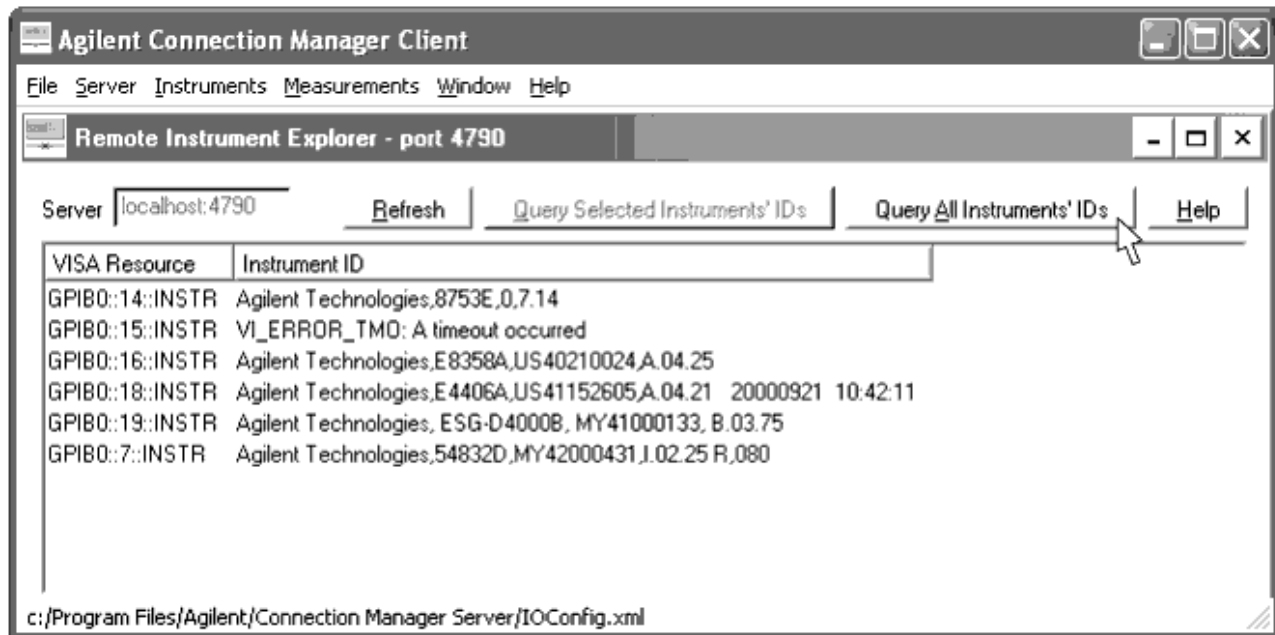 Agilent Connection Manager Client
File Server Instruments Measurements Window Help
Remote Instrument Explorer - port 4790
Server localhost:4790 Refresh Query Selected Instruments' IDs Query All Instruments' IDs Help
VISA Resource Instrument ID
GPIB0::14::INSTR Agilent Technologies,8753E,0,7.14
GPIB0::15::INSTR VI_ERROR_TMO: A timeout occurred
GPIB0::16::INSTR Agilent Technologies,E8358A,US40210024,A.04.25
GPIB0::18::INSTR Agilent Technologies,E4406A,US41152605,A.04.21 20000921 10:42:11
GPIB0::19::INSTR Agilent Technologies, ESG-D4000B, MY41000133, B.03.75
GPIB0::7::INSTR Agilent Technologies,54832D,MY42000431,I.02.25 R,080
c:/Program Files/Agilent/Connection Manager Server/IOConfig.xml